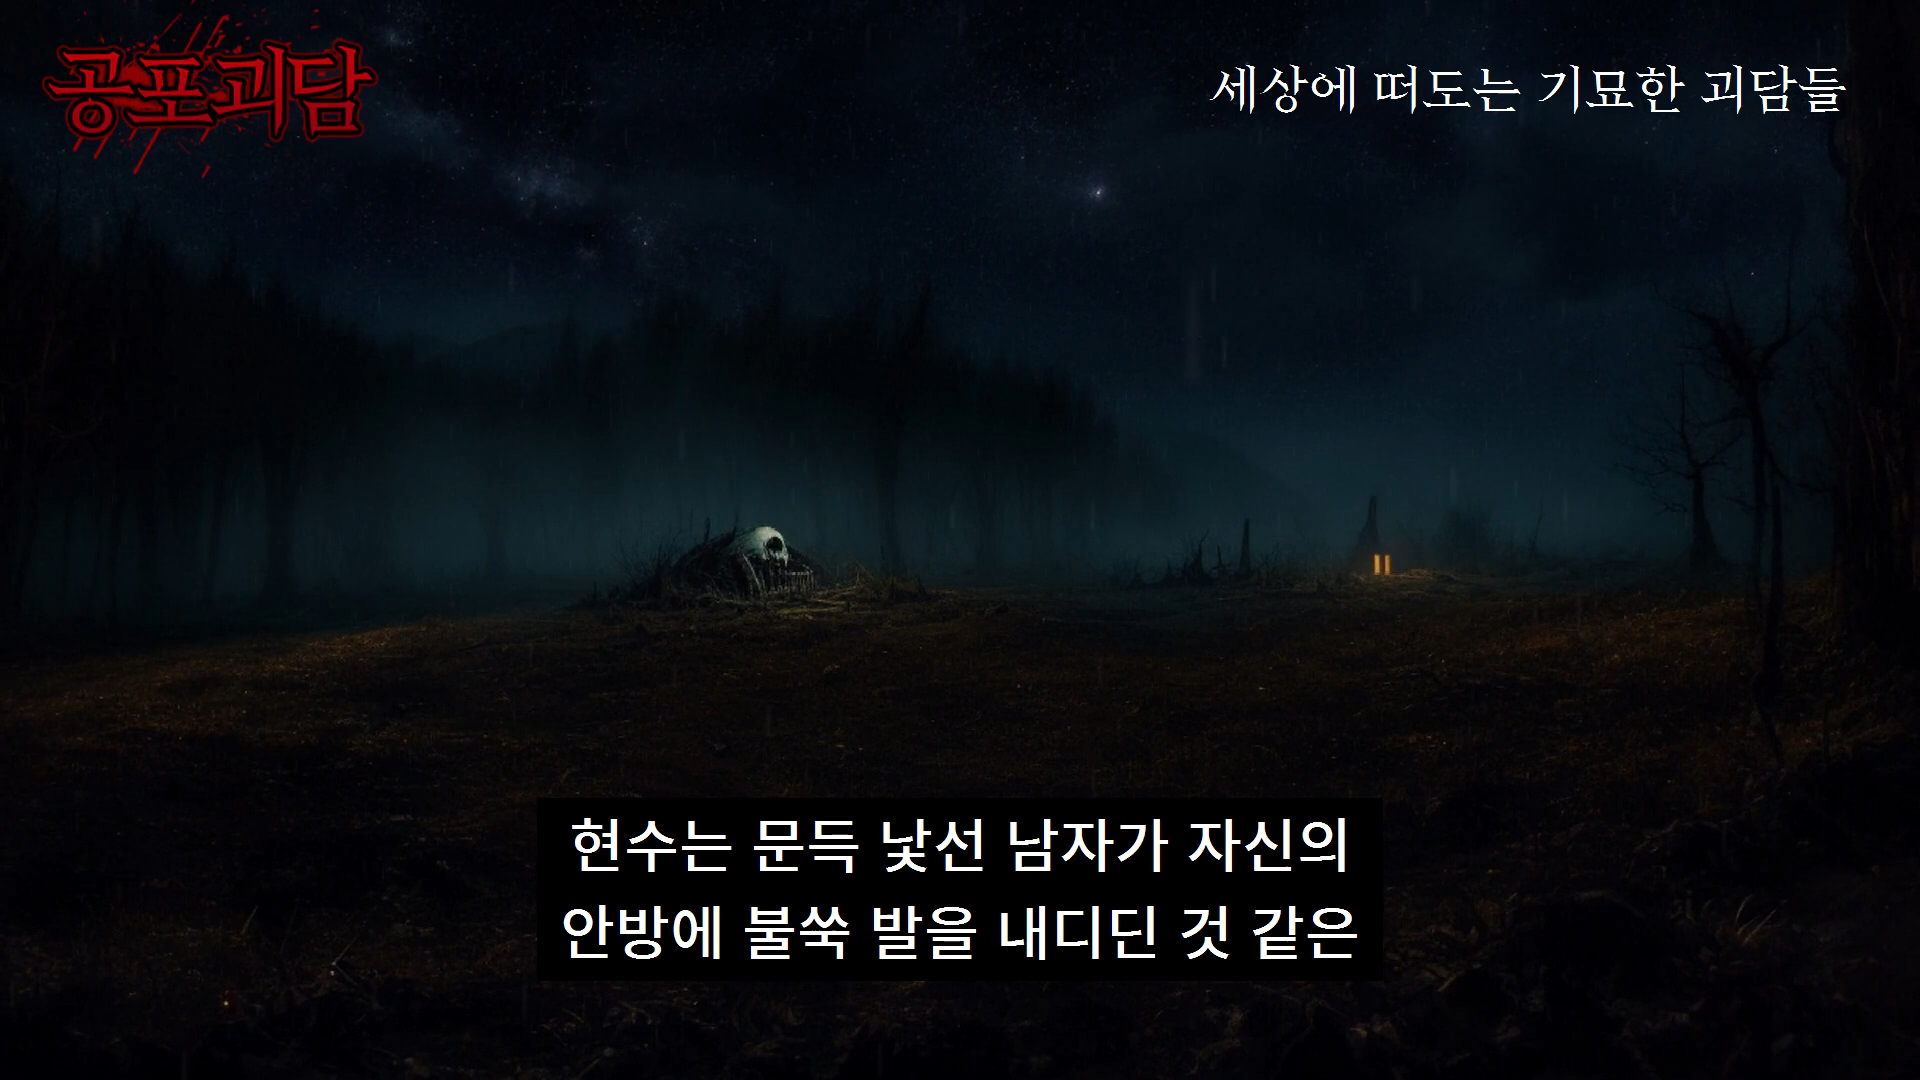 공포괴담
세상에 떠도는 기묘한 괴담들
현수는 문득 낯선 남자가 자신의
안방에 불쑥 발을 내디딘 것 같은